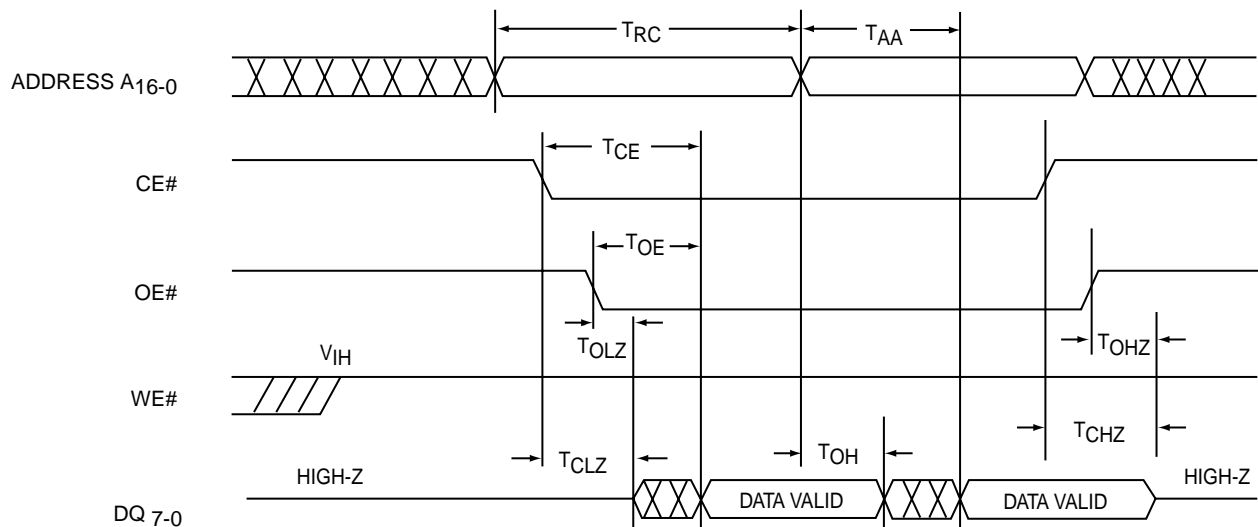 TRC
TAA
ADDRESS A16-0
TCE
CE#
TOE
OE#
TOLZ
TOHZ
VIH
WE#
TCLZ
TOH
TCHZ
HIGH-Z
DATA VALID
DATA VALID
HIGH-Z
DQ 7-0